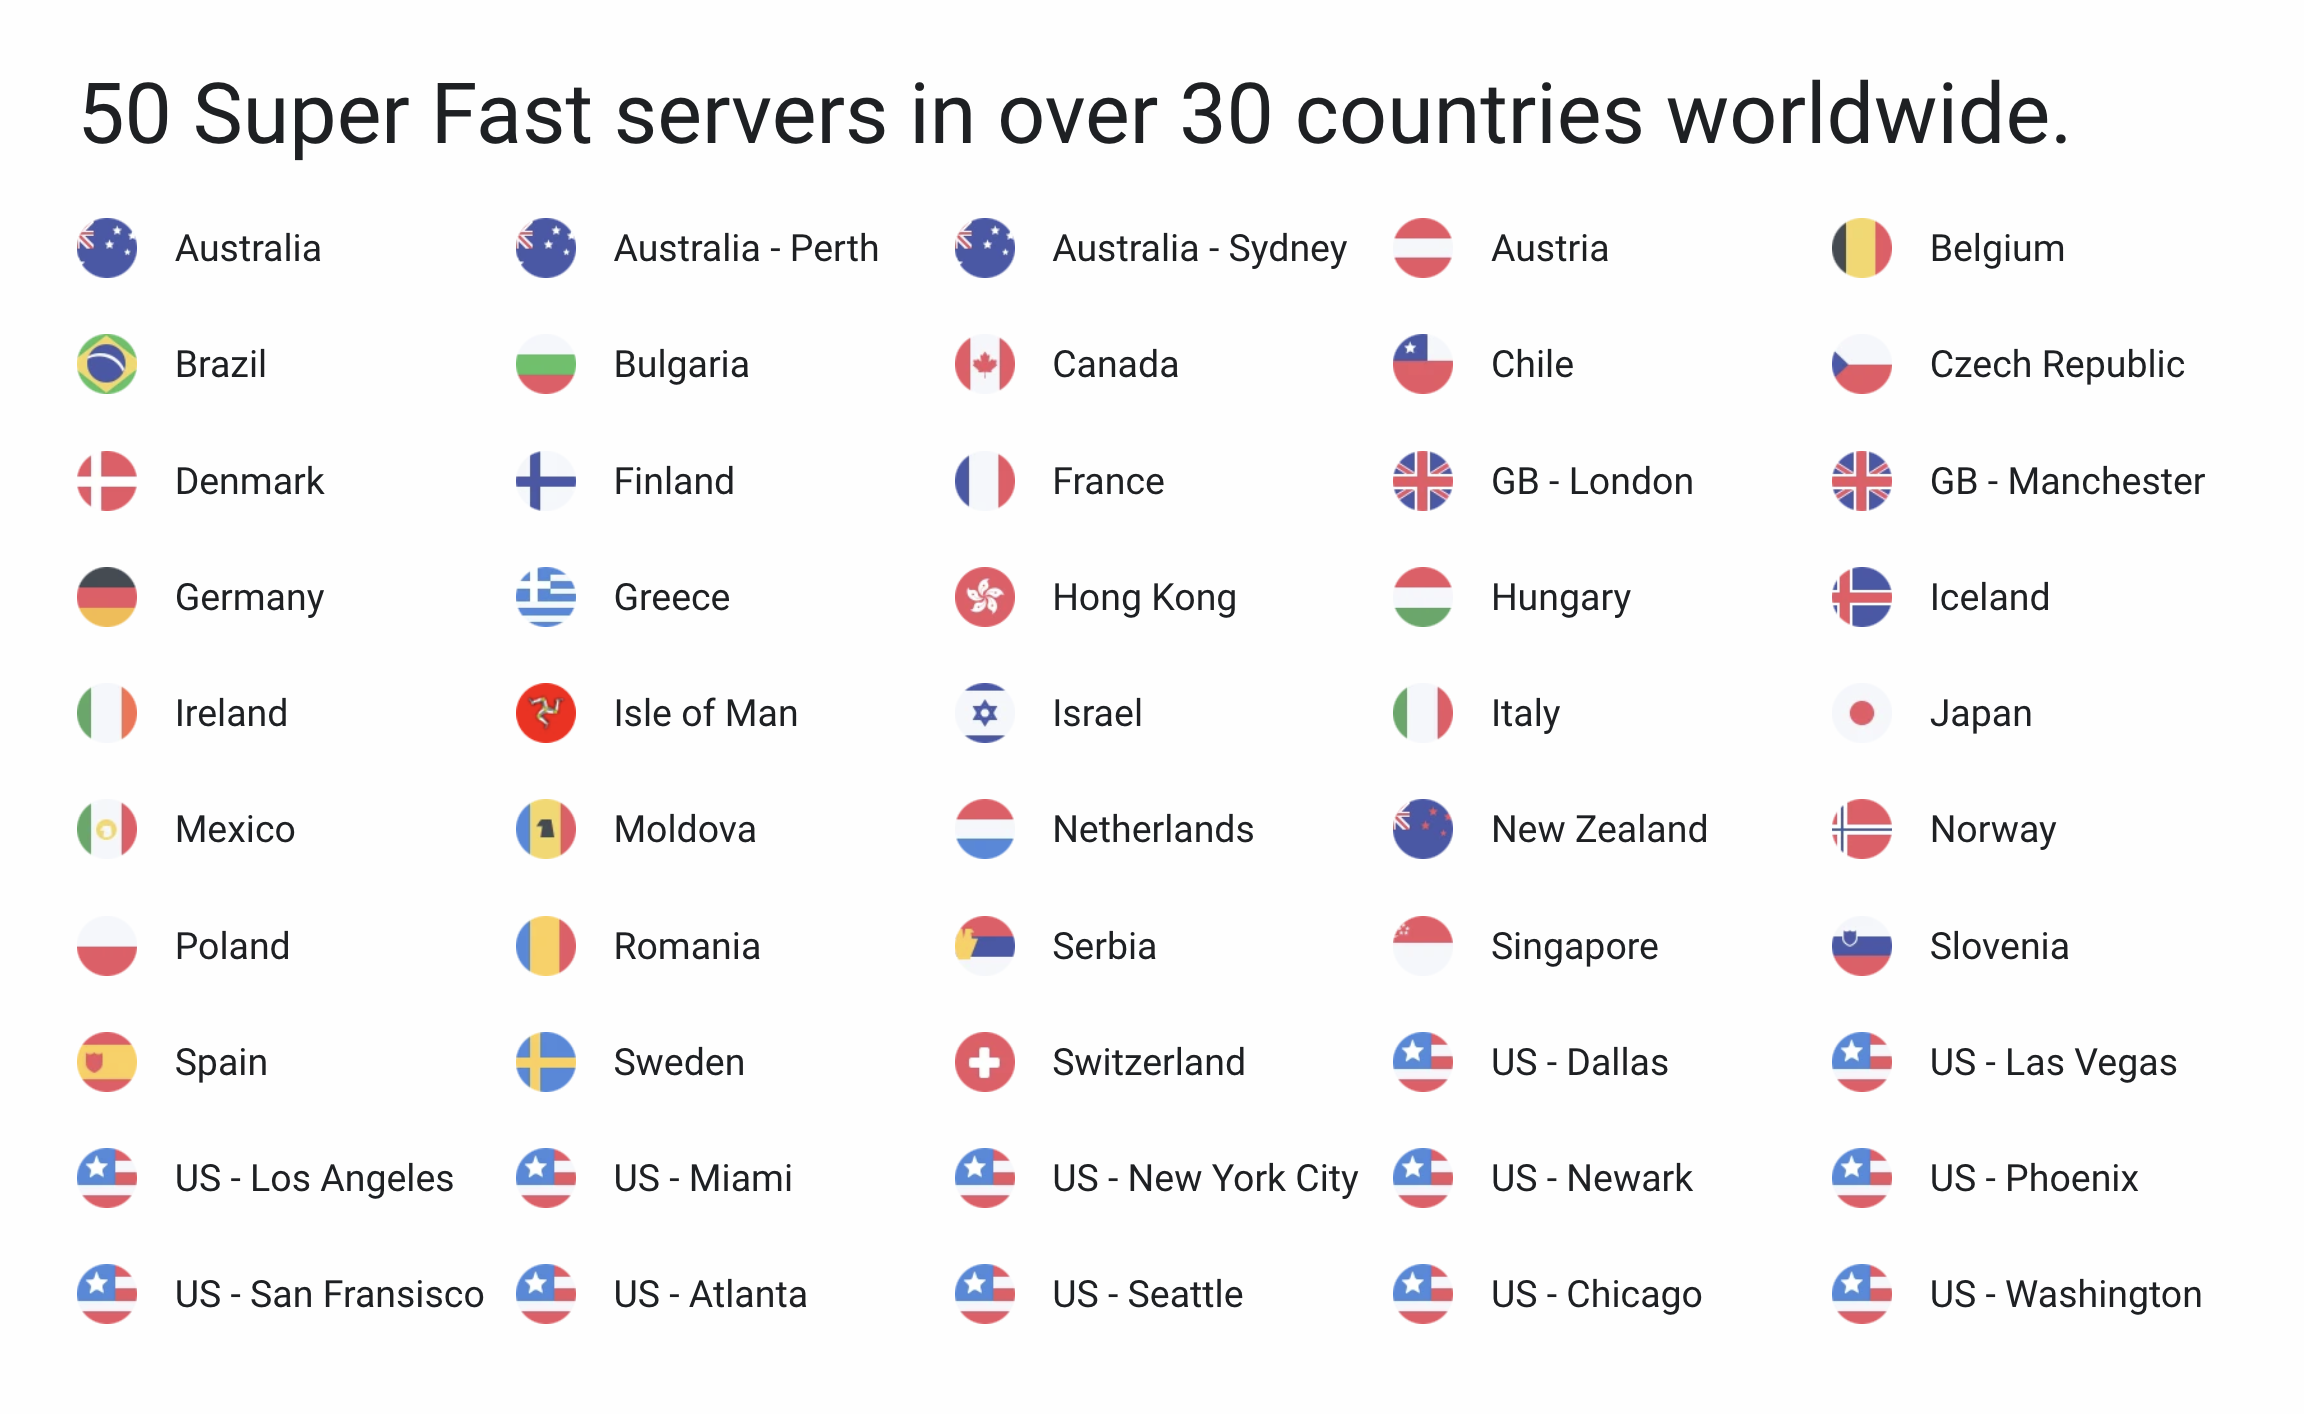 50 Super Fast servers in over 30 countries worldwide.
Australia Australia - Perth Australia - Sydney Austria Belgium
Brazil Bulgaria Canada Chile Czech Republic
Denmark Finland France GB - London GB - Manchester
Germany Greece Hong Kong Hungary Iceland
Ireland Isle of Man Israel Italy Japan
Mexico Moldova Netherlands New Zealand Norway
Poland Romania Serbia Singapore Slovenia
Spain Sweden Switzerland US - Dallas US - Las Vegas
US - Los Angeles US - Miami US - New York City US - Newark US - Phoenix
US - San Fransisco US - Atlanta US - Seattle US - Chicago US - Washington